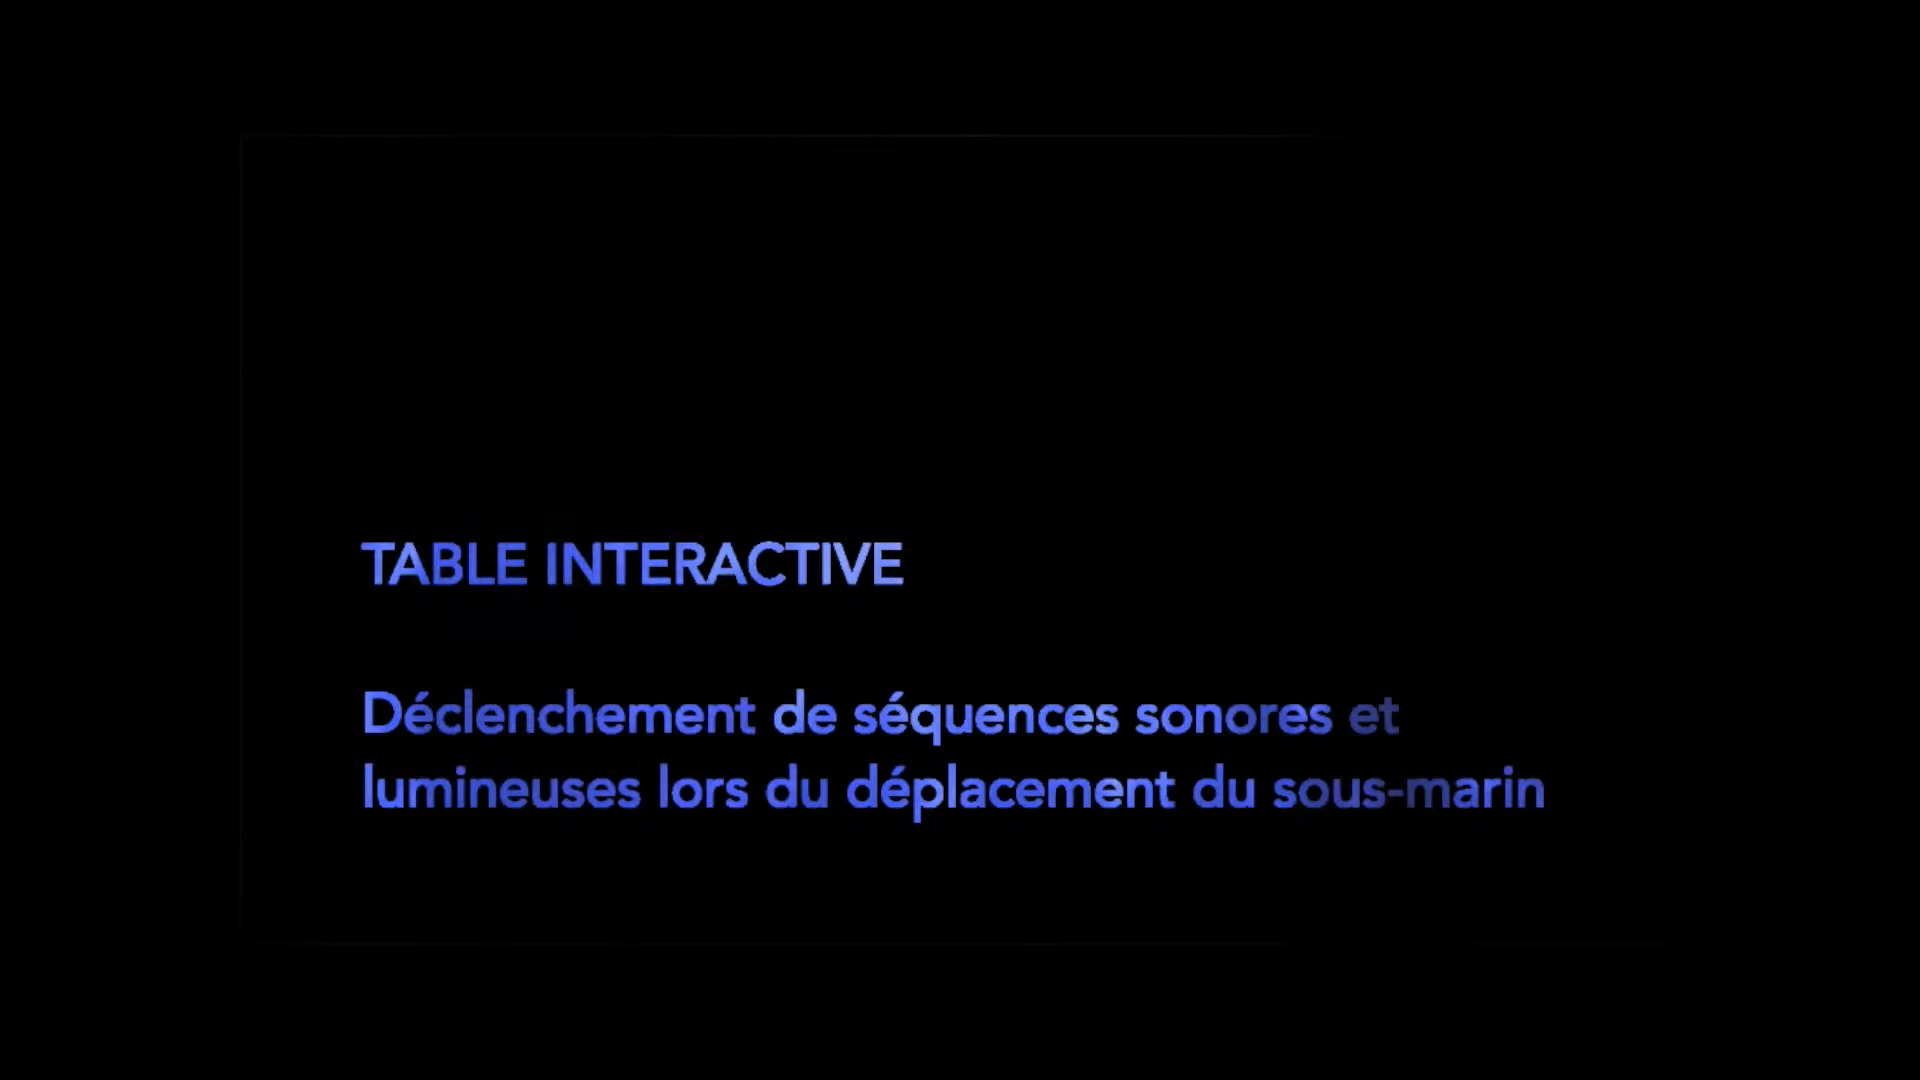 TABLE INTERACTIVE
Déclenchement de séquences sonores et
lumineuses lors du déplacement du sous-marin